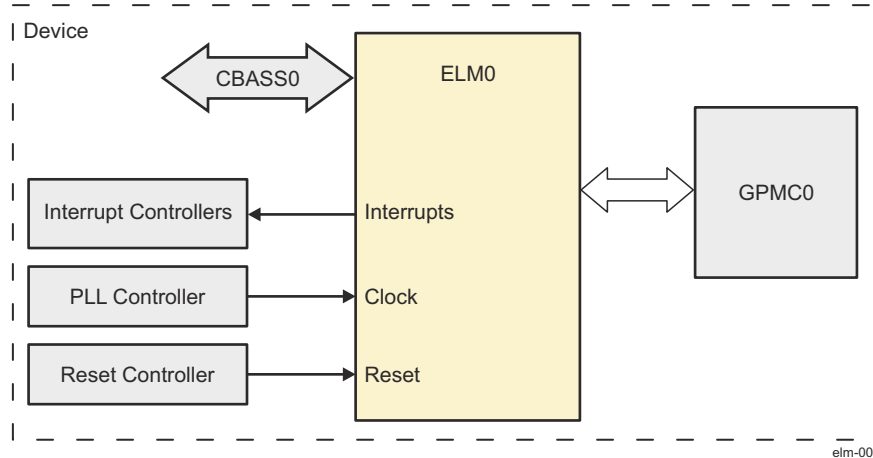 Device
CBASS0
ELM0
GPMC0
Interrupt Controllers
Interrupts
PLL Controller
Clock
Reset Controller
Reset
elm-00